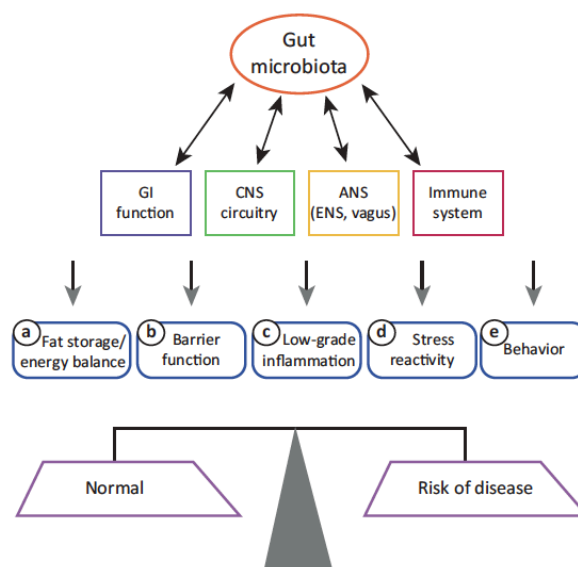 Gut
microbiota
GI
function
CNS
circuitry
ANS
(ENS, vagus)
Immune
system
a Fat storage/
energy balance
b Barrier
function
c Low-grade
inflammation
d Stress
reactivity
e Behavior
Normal
Risk of disease